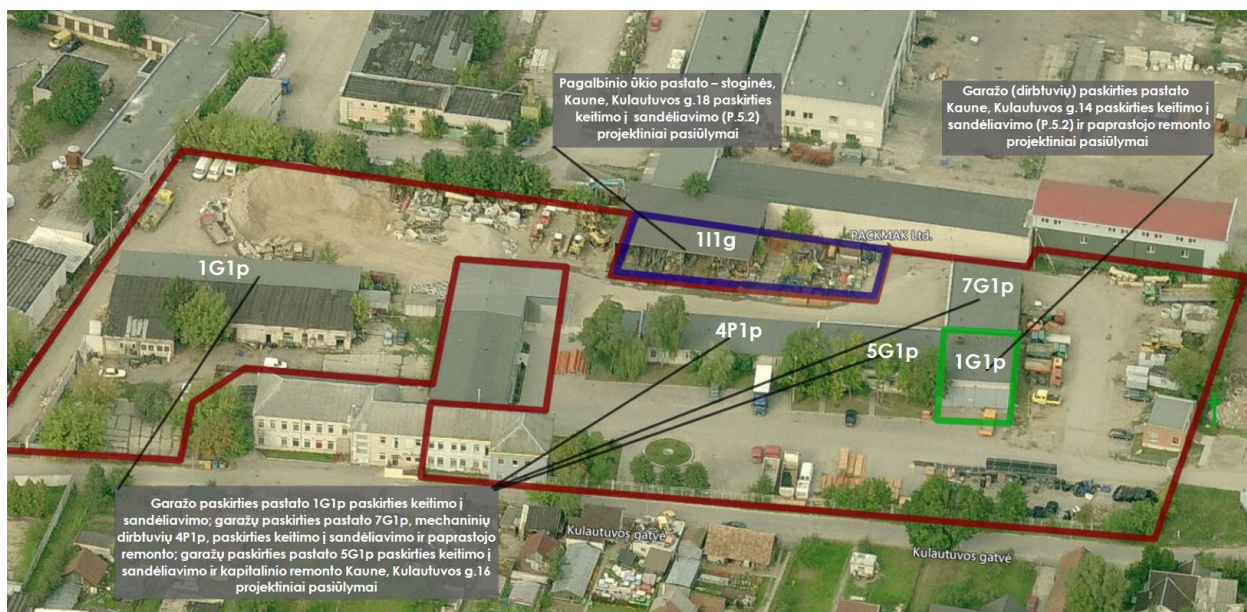 Pagalbinio ūkio pastato – stoginės,
Kaune, Kulautuvos g.18 paskirties
keitimo į sandėliavimo (P.5.2)
projektiniai pasiūlymai
Garažo (dirbtuvių) paskirties pastato
Kaune, Kulautuvos g.14 paskirties keitimo į
sandėliavimo (P.5.2) ir paprastojo remonto
projektiniai pasiūlymai
1I1g
PACKMAK Ltd.
1G1p
7G1p
4P1p
5G1p
1G1p
Garažo paskirties pastato 1G1p paskirties keitimo į
sandėliavimo; garažų paskirties pastato 7G1p, mechaninių
dirbtuvių 4P1p, paskirties keitimo į sandėliavimo ir paprastojo
remonto; garažų paskirties pastato 5G1p paskirties keitimo į
sandėliavimo ir kapitalinio remonto Kaune, Kulautuvos g.16
projektiniai pasiūlymai
Kulautuvos gatvė
Kulautuvos gatvė